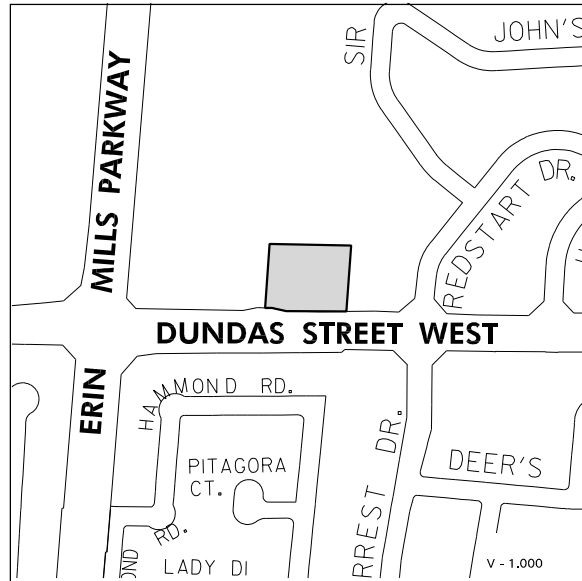 SIR
JOHN'S
MILLS PARKWAY
REDSTART DR.
DUNDAS STREET WEST
ERIN
HAMMOND RD.
PITAGORA
CT.
DEER'S
RREST DR.
RD.
OND
LADY DI
V - 1.000